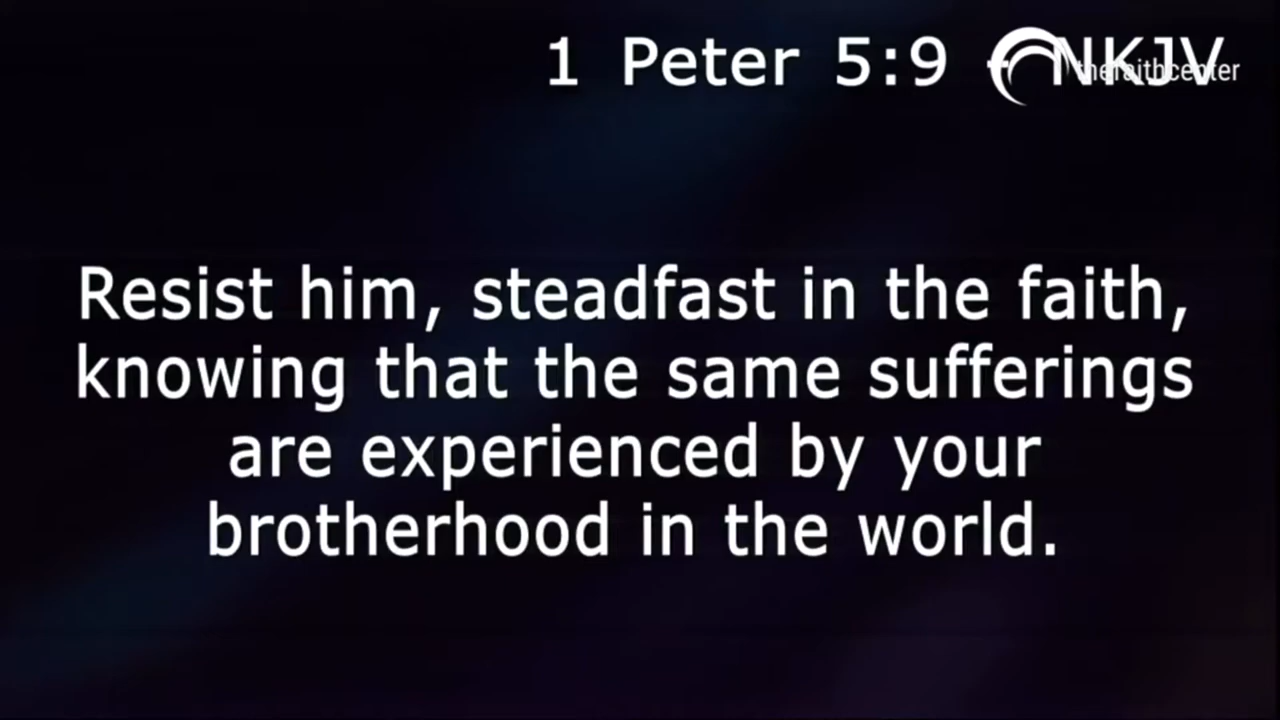 1 Peter 5:9 - NKJV
thefaithcenter
Resist him, steadfast in the faith,
knowing that the same sufferings
are experienced by your
brotherhood in the world.